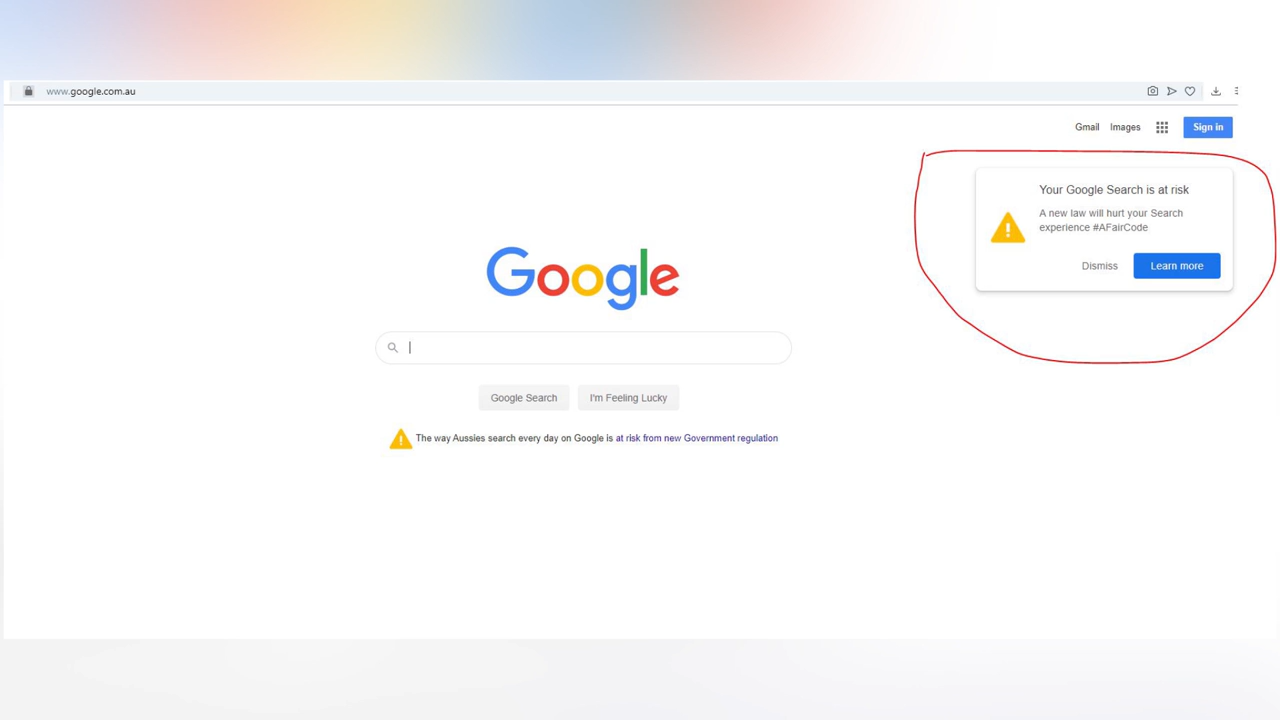 www.google.com.au
Gmail Images Sign in
Your Google Search is at risk
A new law will hurt your Search
experience #AFairCode
Dismiss Learn more
Google
Google Search I'm Feeling Lucky
The way Aussies search every day on Google is at risk from new Government regulation